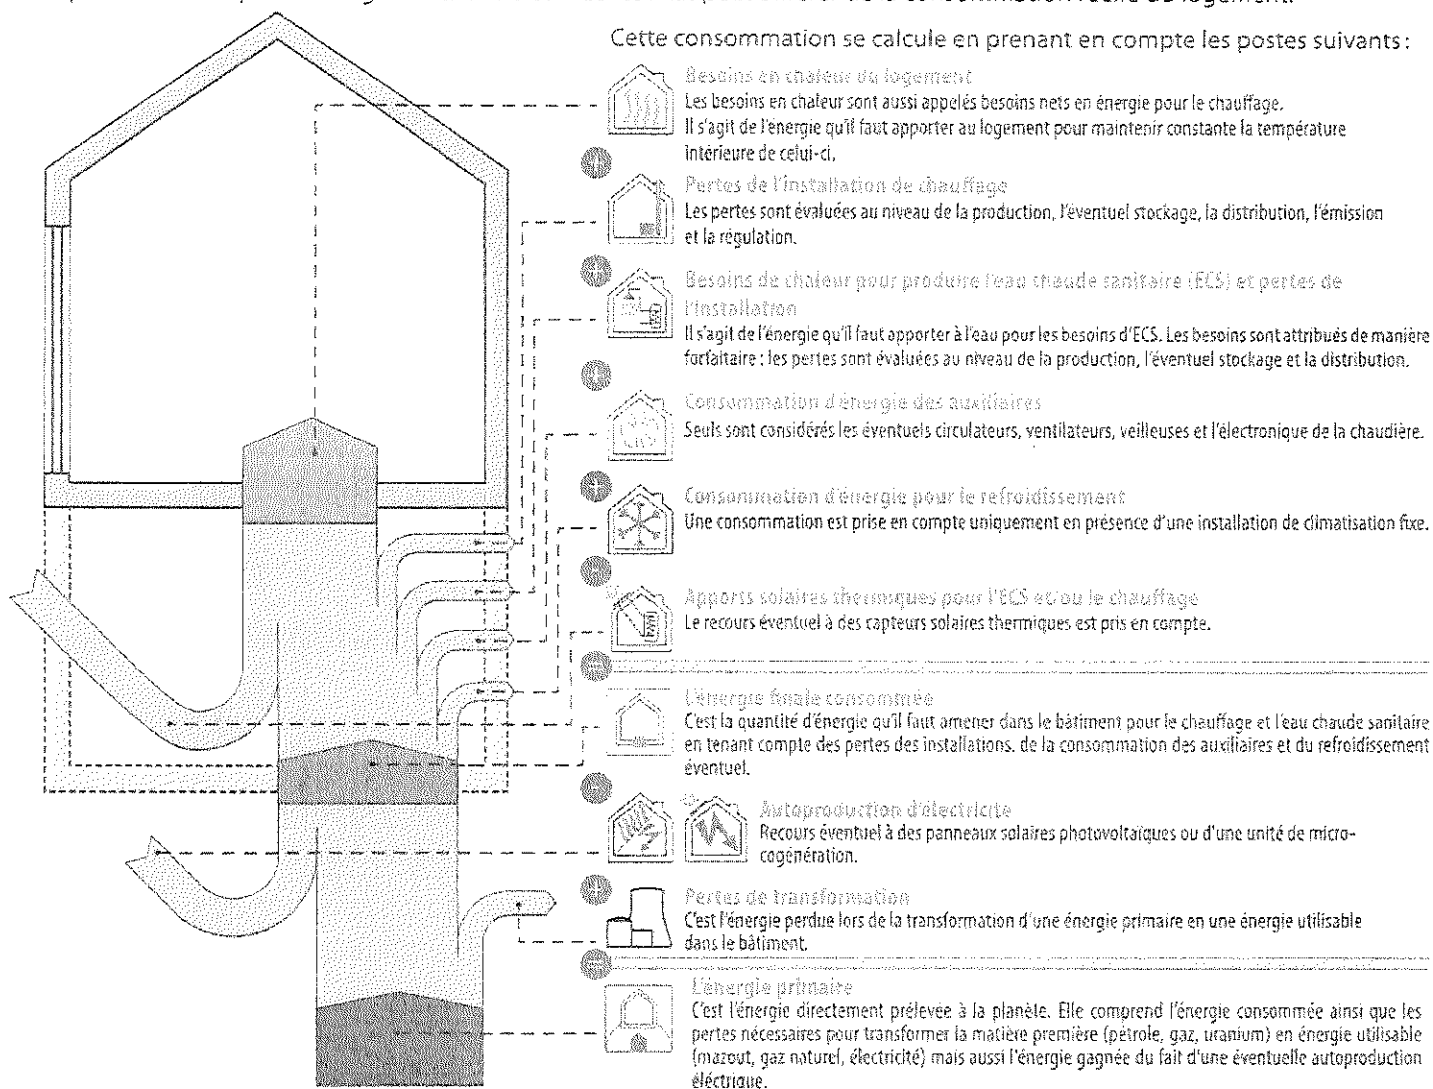 consommation réelle de logement.
Cette consommation se calcule en prenant en compte les postes suivants :
Besoins en chaleur du logement
Les besoins en chaleur sont aussi appelés besoins nets en énergie pour le chauffage.
Il s'agit de l'énergie qu'il faut apporter au logement pour maintenir constante la température
intérieure de celui-ci.
Pertes de l'installation de chauffage
Les pertes sont évaluées au niveau de la production, l'éventuel stockage, la distribution, l'émission
et la régulation.
Besoins de chaleur pour produire l'eau chaude sanitaire (ECS) et pertes de
l'installation
Il s'agit de l'énergie qu'il faut apporter à l'eau pour les besoins d'ECS. Les besoins sont attribués de manière
forfaitaire : les pertes sont évaluées au niveau de la production, l'éventuel stockage et la distribution.
Consommation d'énergie des auxiliaires
Seuls sont considérés les éventuels circulateurs, ventilateurs, veilleuses et l'électronique de la chaudière.
Consommation d'énergie pour le refroidissement
Une consommation est prise en compte uniquement en présence d'une installation de climatisation fixe.
Apports solaires thermiques pour l'ECS et/ou le chauffage
Le recours éventuel à des capteurs solaires thermiques est pris en compte.
L'énergie finale consommée
C'est la quantité d'énergie qu'il faut amener dans le bâtiment pour le chauffage et l'eau chaude sanitaire
en tenant compte des pertes des installations. de la consommation des auxiliaires et du refroidissement
éventuel.
Autoproduction d'électricité
Recours éventuel à des panneaux solaires photovoltaïques ou d'une unité de micro-
cogénération.
Pertes de transformation
C'est l'énergie perdue lors de la transformation d'une énergie primaire en une énergie utilisable
dans le bâtiment.
L'énergie primaire
C'est l'énergie directement prélevée à la planète. Elle comprend l'énergie consommée ainsi que les
pertes nécessaires pour transformer la matière première (pétrole, gaz, uranium) en énergie utilisable
(mazout, gaz naturel, électricité) mais aussi l'énergie gagnée du fait d'une éventuelle autoproduction
éléctrique.